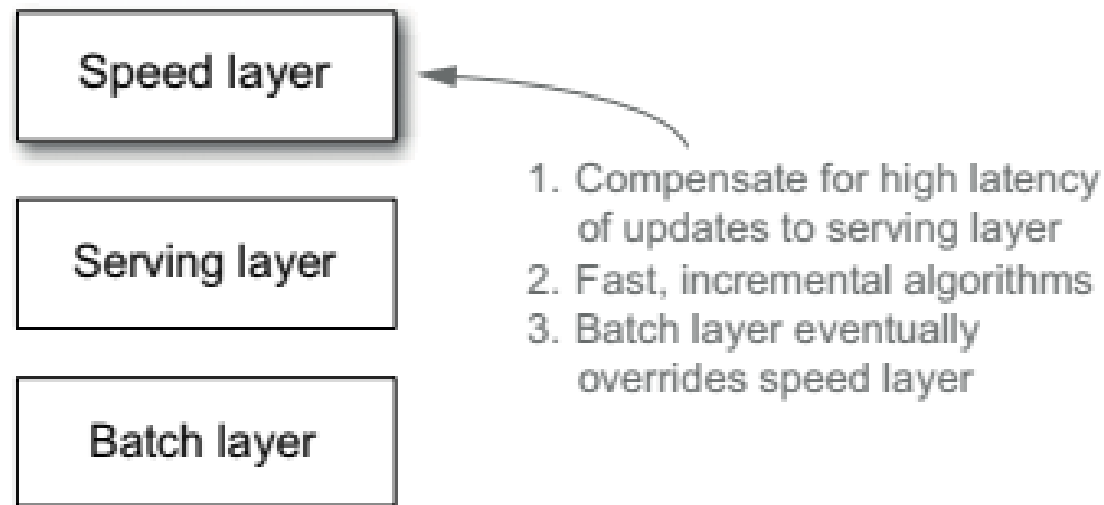 Speed layer
1. Compensate for high latency
of updates to serving layer
2. Fast, incremental algorithms
3. Batch layer eventually
overrides speed layer
Serving layer
Batch layer